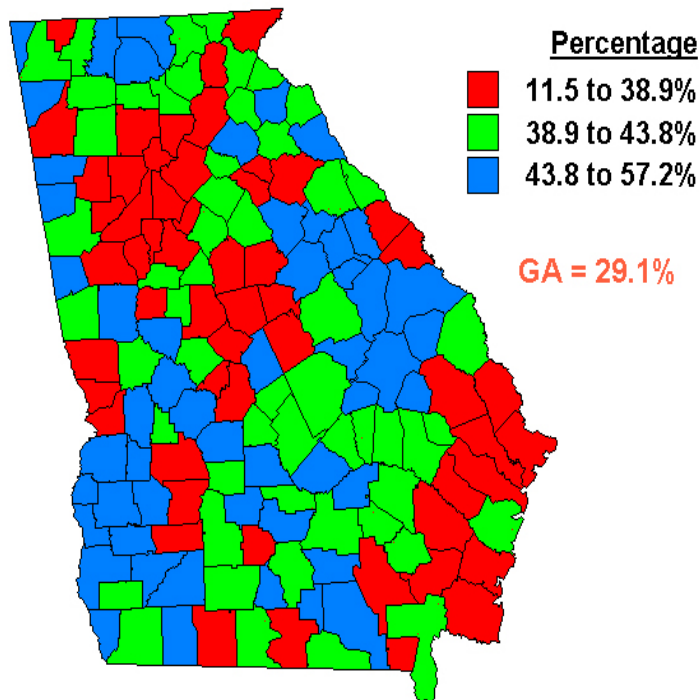 Percentage
11.5 to 38.9%
38.9 to 43.8%
43.8 to 57.2%
GA = 29.1%